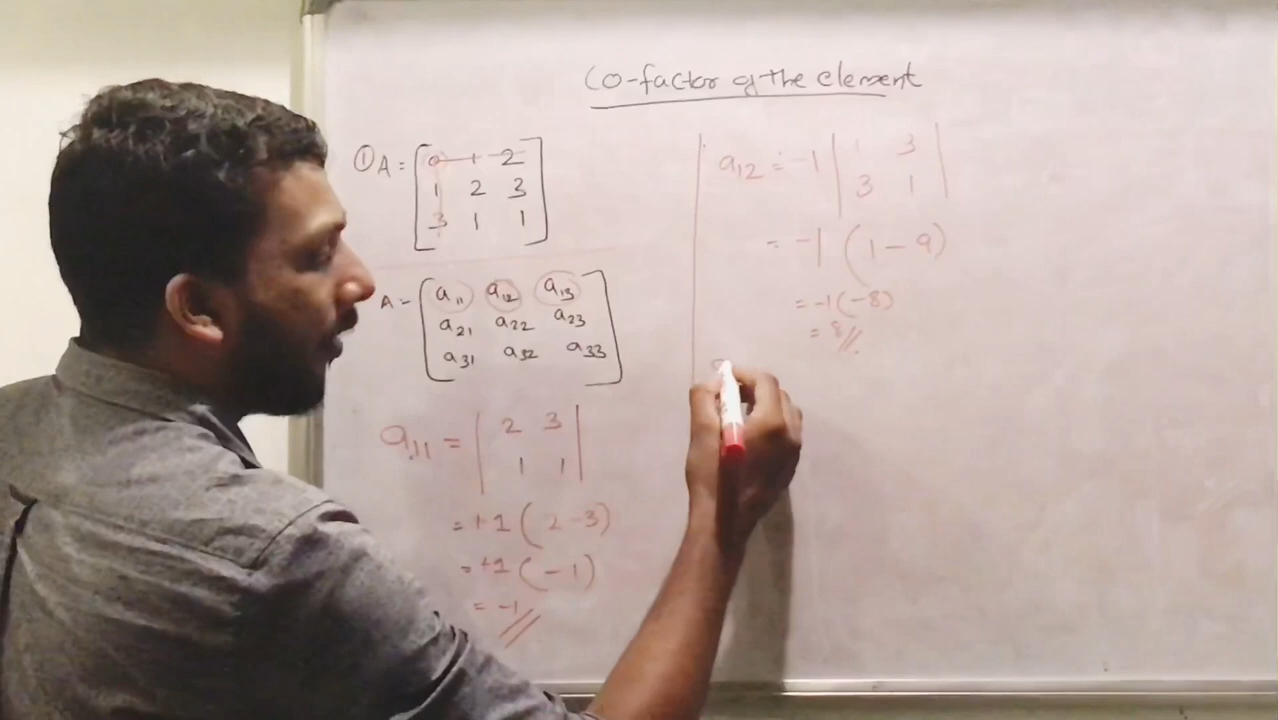 Co-factor of the element
① A = [ 0 1 2
1 2 3
3 1 1 ]
A = [ a11 a12 a13
a21 a22 a23
a31 a32 a33 ]
a11 = | 2 3
1 1 |
= +1 (2-3)
= +1 (-1)
= -1 //
a12 = -1 | 1 3
3 1 |
= -1 (1-9)
= -1(-8)
= 8 //